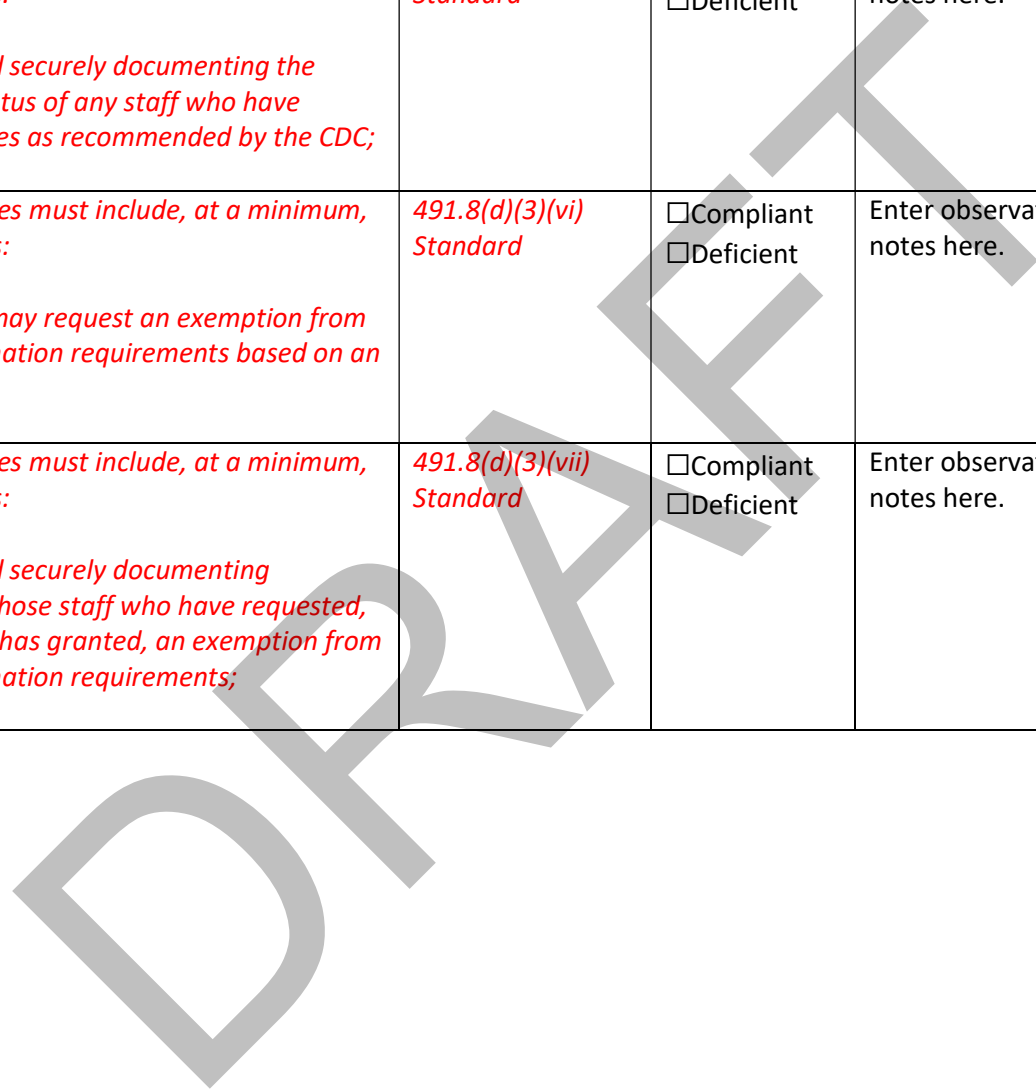 Standard
☐Deficient
notes here.
securely documenting the
tus of any staff who have
es as recommended by the CDC;
es must include, at a minimum,
s:
may request an exemption from
ation requirements based on an
491.8(d)(3)(vi)
Standard
☐Compliant
☐Deficient
Enter observa
notes here.
es must include, at a minimum,
s:
securely documenting
hose staff who have requested,
has granted, an exemption from
ation requirements;
491.8(d)(3)(vii)
Standard
☐Compliant
☐Deficient
Enter observa
notes here.
DRAFT